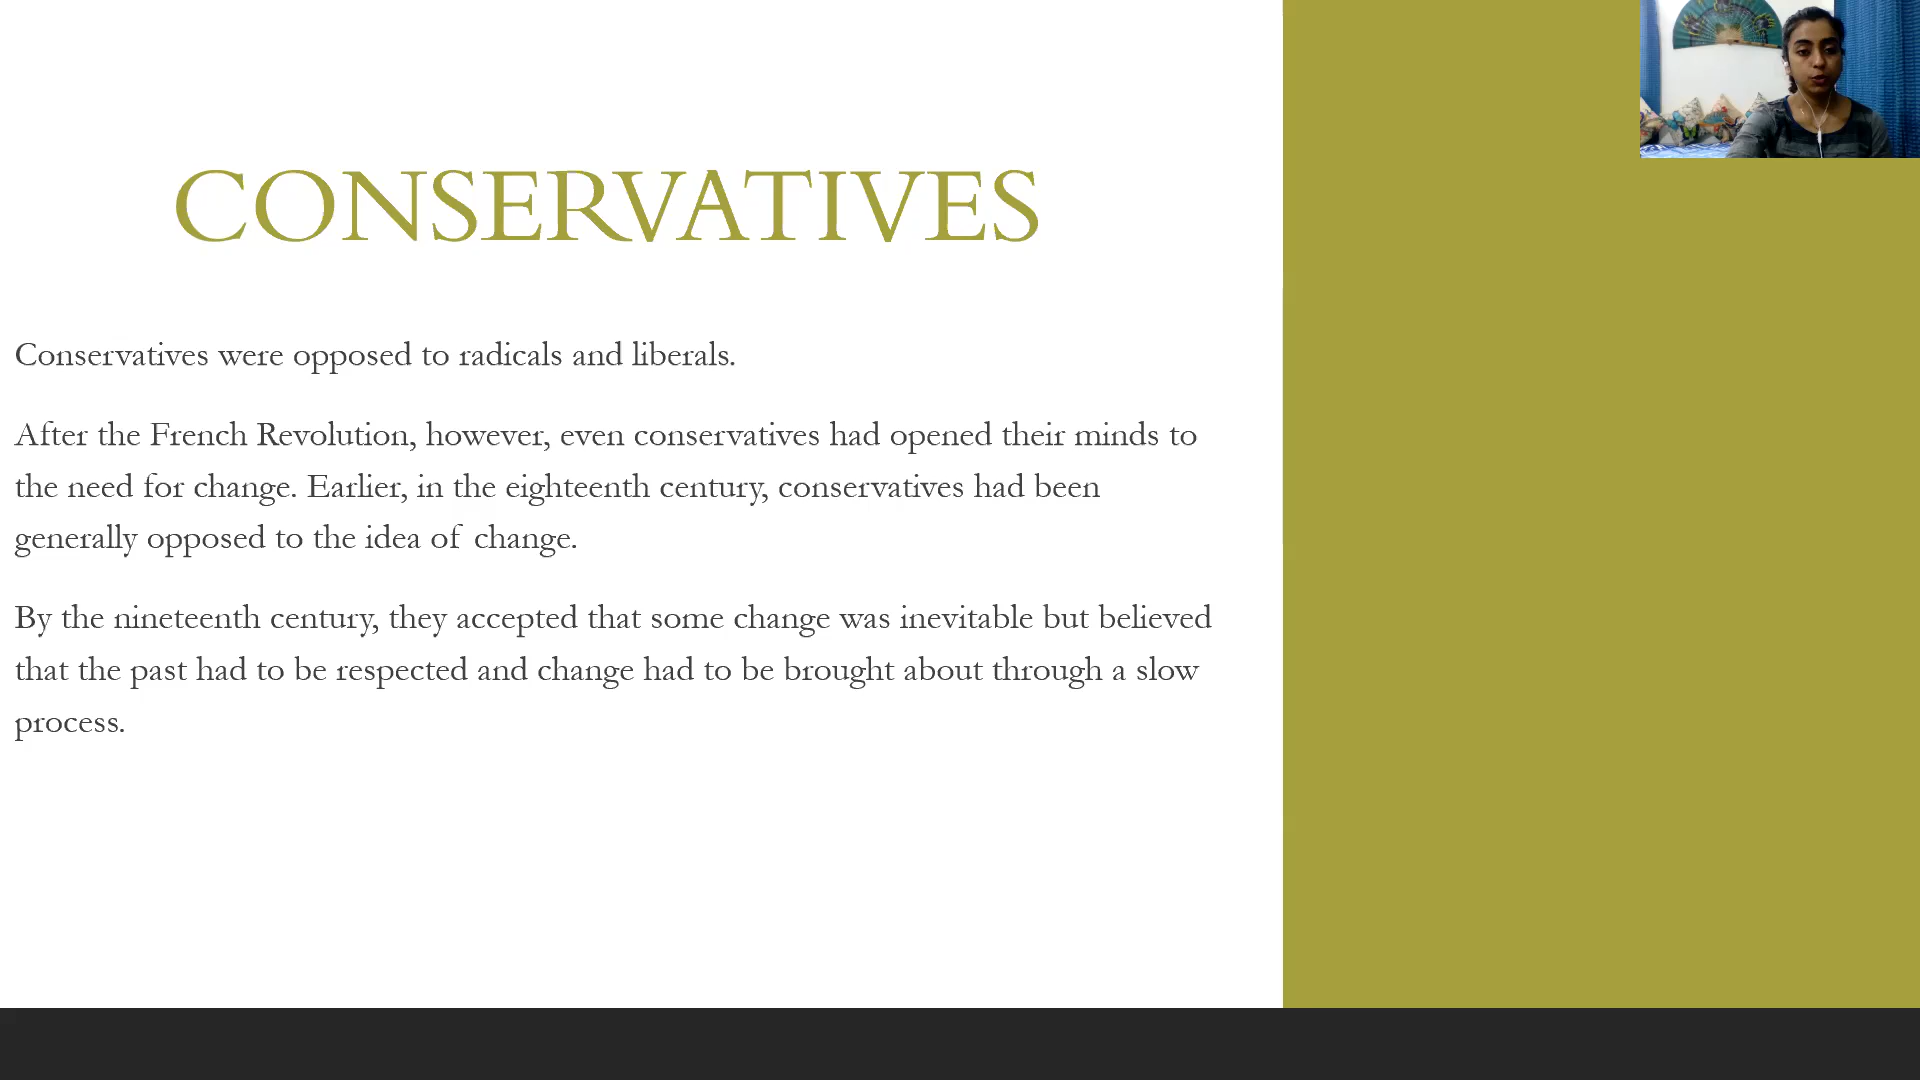 CONSERVATIVES
Conservatives were opposed to radicals and liberals.
After the French Revolution, however, even conservatives had opened their minds to
the need for change. Earlier, in the eighteenth century, conservatives had been
generally opposed to the idea of change.
By the nineteenth century, they accepted that some change was inevitable but believed
that the past had to be respected and change had to be brought about through a slow
process.